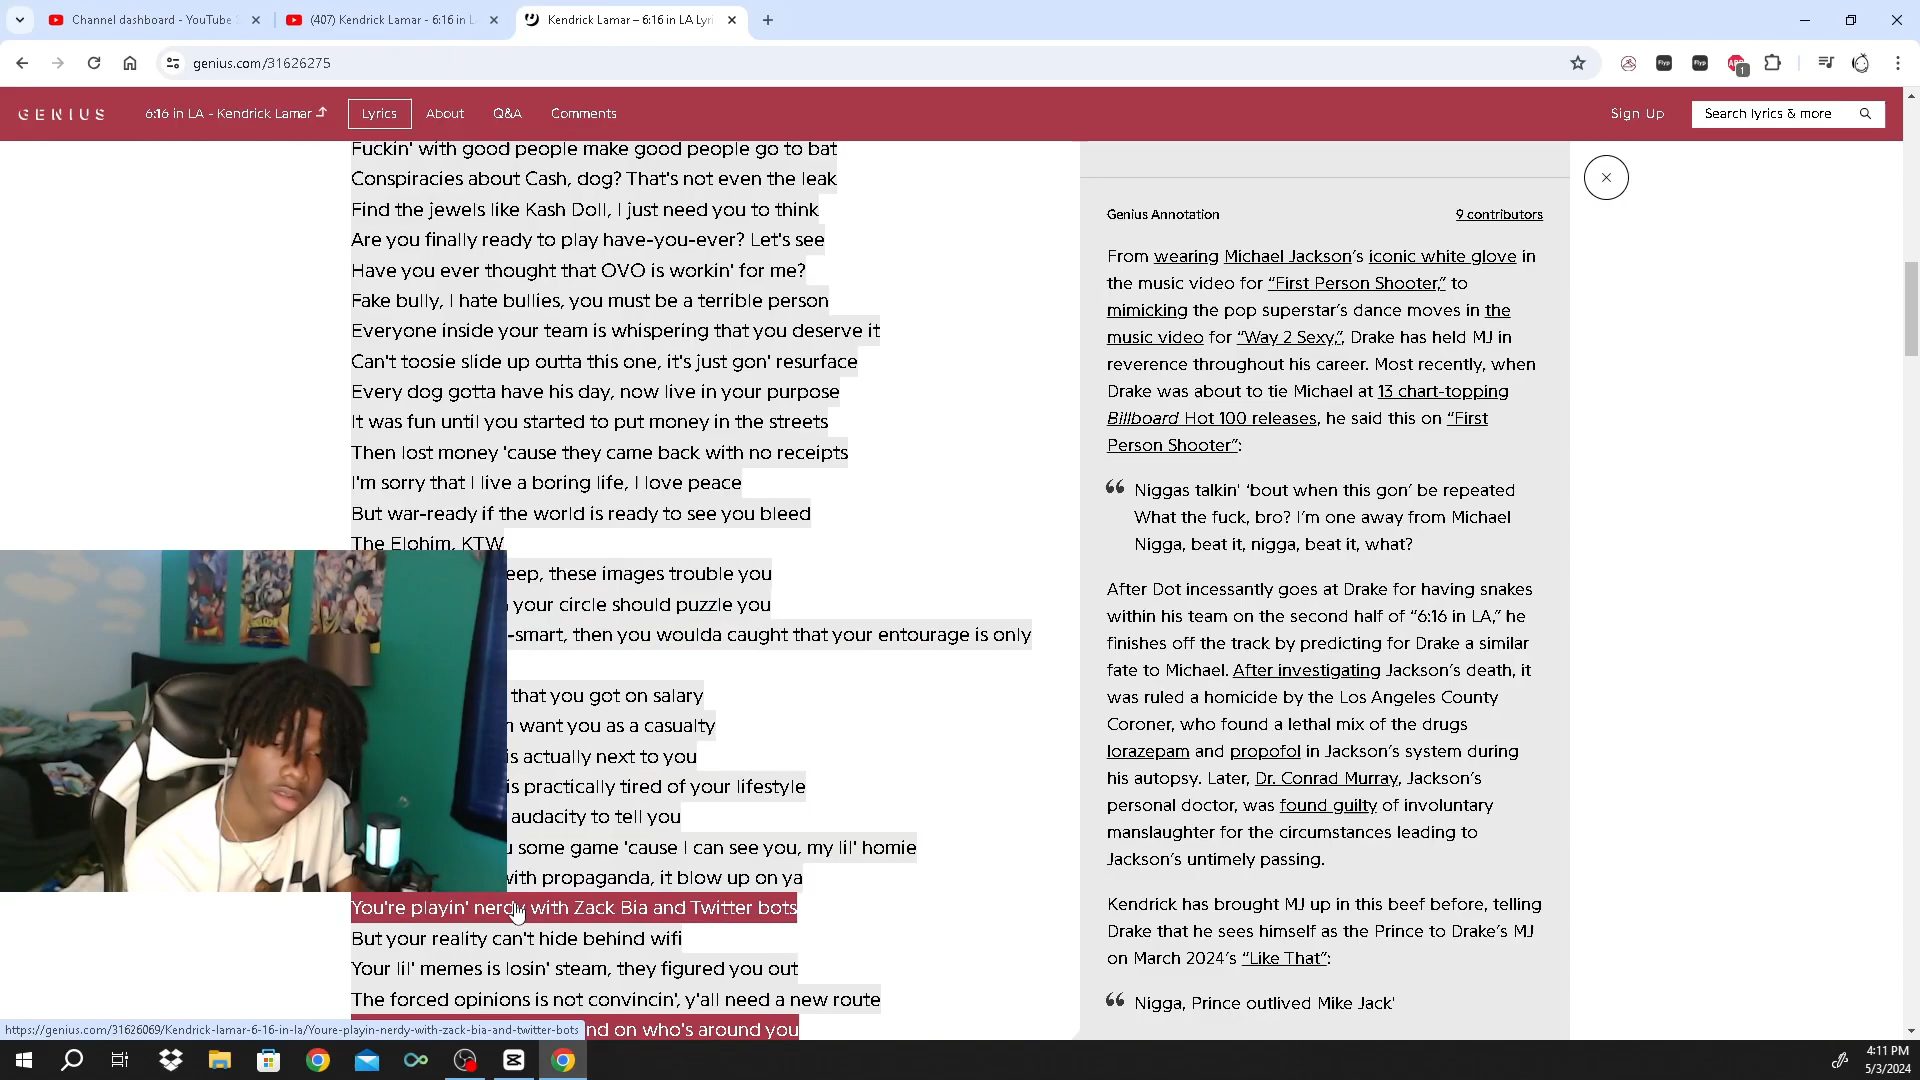 Channel dashboard - YouTube
(407) Kendrick Lamar - 6:16 in L
Kendrick Lamar – 6:16 in LA Lyri
genius.com/31626275
1
GENIUS
6:16 in LA - Kendrick Lamar
Lyrics
About
Q&A
Comments
Sign Up
Search lyrics & more
Fuckin' with good people make good people go to bat
Conspiracies about Cash, dog? That's not even the leak
Find the jewels like Kash Doll, I just need you to think
Are you finally ready to play have-you-ever? Let's see
Have you ever thought that OVO is workin' for me?
Fake bully, I hate bullies, you must be a terrible person
Everyone inside your team is whispering that you deserve it
Can't toosie slide up outta this one, it's just gon' resurface
Every dog gotta have his day, now live in your purpose
It was fun until you started to put money in the streets
Then lost money 'cause they came back with no receipts
I'm sorry that I live a boring life, I love peace
But war-ready if the world is ready to see you bleed
The Elohim, KTW
eep, these images trouble you
your circle should puzzle you
-smart, then you woulda caught that your entourage is only
that you got on salary
want you as a casualty
is actually next to you
is practically tired of your lifestyle
audacity to tell you
some game 'cause I can see you, my lil' homie
with propaganda, it blow up on ya
You're playin' nerdy with Zack Bia and Twitter bots
But your reality can't hide behind wifi
Your lil' memes is losin' steam, they figured you out
The forced opinions is not convincin', y'all need a new route
nd on who's around you
Genius Annotation
9 contributors
From wearing Michael Jackson's iconic white glove in
the music video for “First Person Shooter,” to
mimicking the pop superstar's dance moves in the
music video for “Way 2 Sexy,”, Drake has held MJ in
reverence throughout his career. Most recently, when
Drake was about to tie Michael at 13 chart-topping
Billboard Hot 100 releases, he said this on “First
Person Shooter”:
“ Niggas talkin' ‘bout when this gon’ be repeated
What the fuck, bro? I'm one away from Michael
Nigga, beat it, nigga, beat it, what?
After Dot incessantly goes at Drake for having snakes
within his team on the second half of “6:16 in LA,” he
finishes off the track by predicting for Drake a similar
fate to Michael. After investigating Jackson's death, it
was ruled a homicide by the Los Angeles County
Coroner, who found a lethal mix of the drugs
lorazepam and propofol in Jackson's system during
his autopsy. Later, Dr. Conrad Murray, Jackson's
personal doctor, was found guilty of involuntary
manslaughter for the circumstances leading to
Jackson's untimely passing.
Kendrick has brought MJ up in this beef before, telling
Drake that he sees himself as the Prince to Drake's MJ
on March 2024's “Like That”:
“ Nigga, Prince outlived Mike Jack'
https://genius.com/31626069/Kendrick-lamar-6-16-in-la/Youre-playin-nerdy-with-zack-bia-and-twitter-bots
4:11 PM
5/3/2024